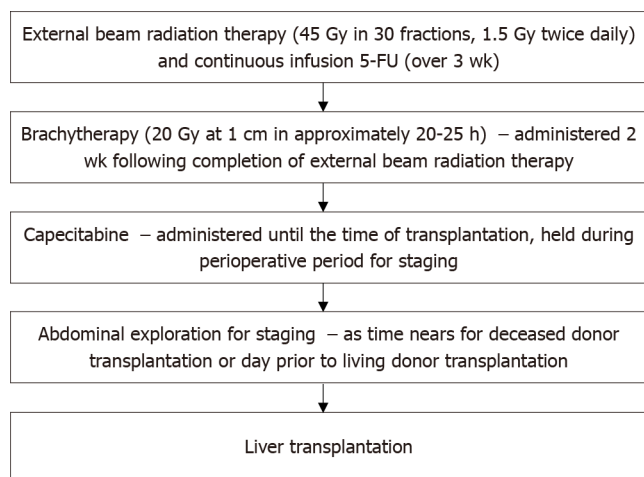 External beam radiation therapy (45 Gy in 30 fractions, 1.5 Gy twice daily)
and continuous infusion 5-FU (over 3 wk)
Brachytherapy (20 Gy at 1 cm in approximately 20-25 h) – administered 2
wk following completion of external beam radiation therapy
Capecitabine – administered until the time of transplantation, held during
perioperative period for staging
Abdominal exploration for staging – as time nears for deceased donor
transplantation or day prior to living donor transplantation
Liver transplantation